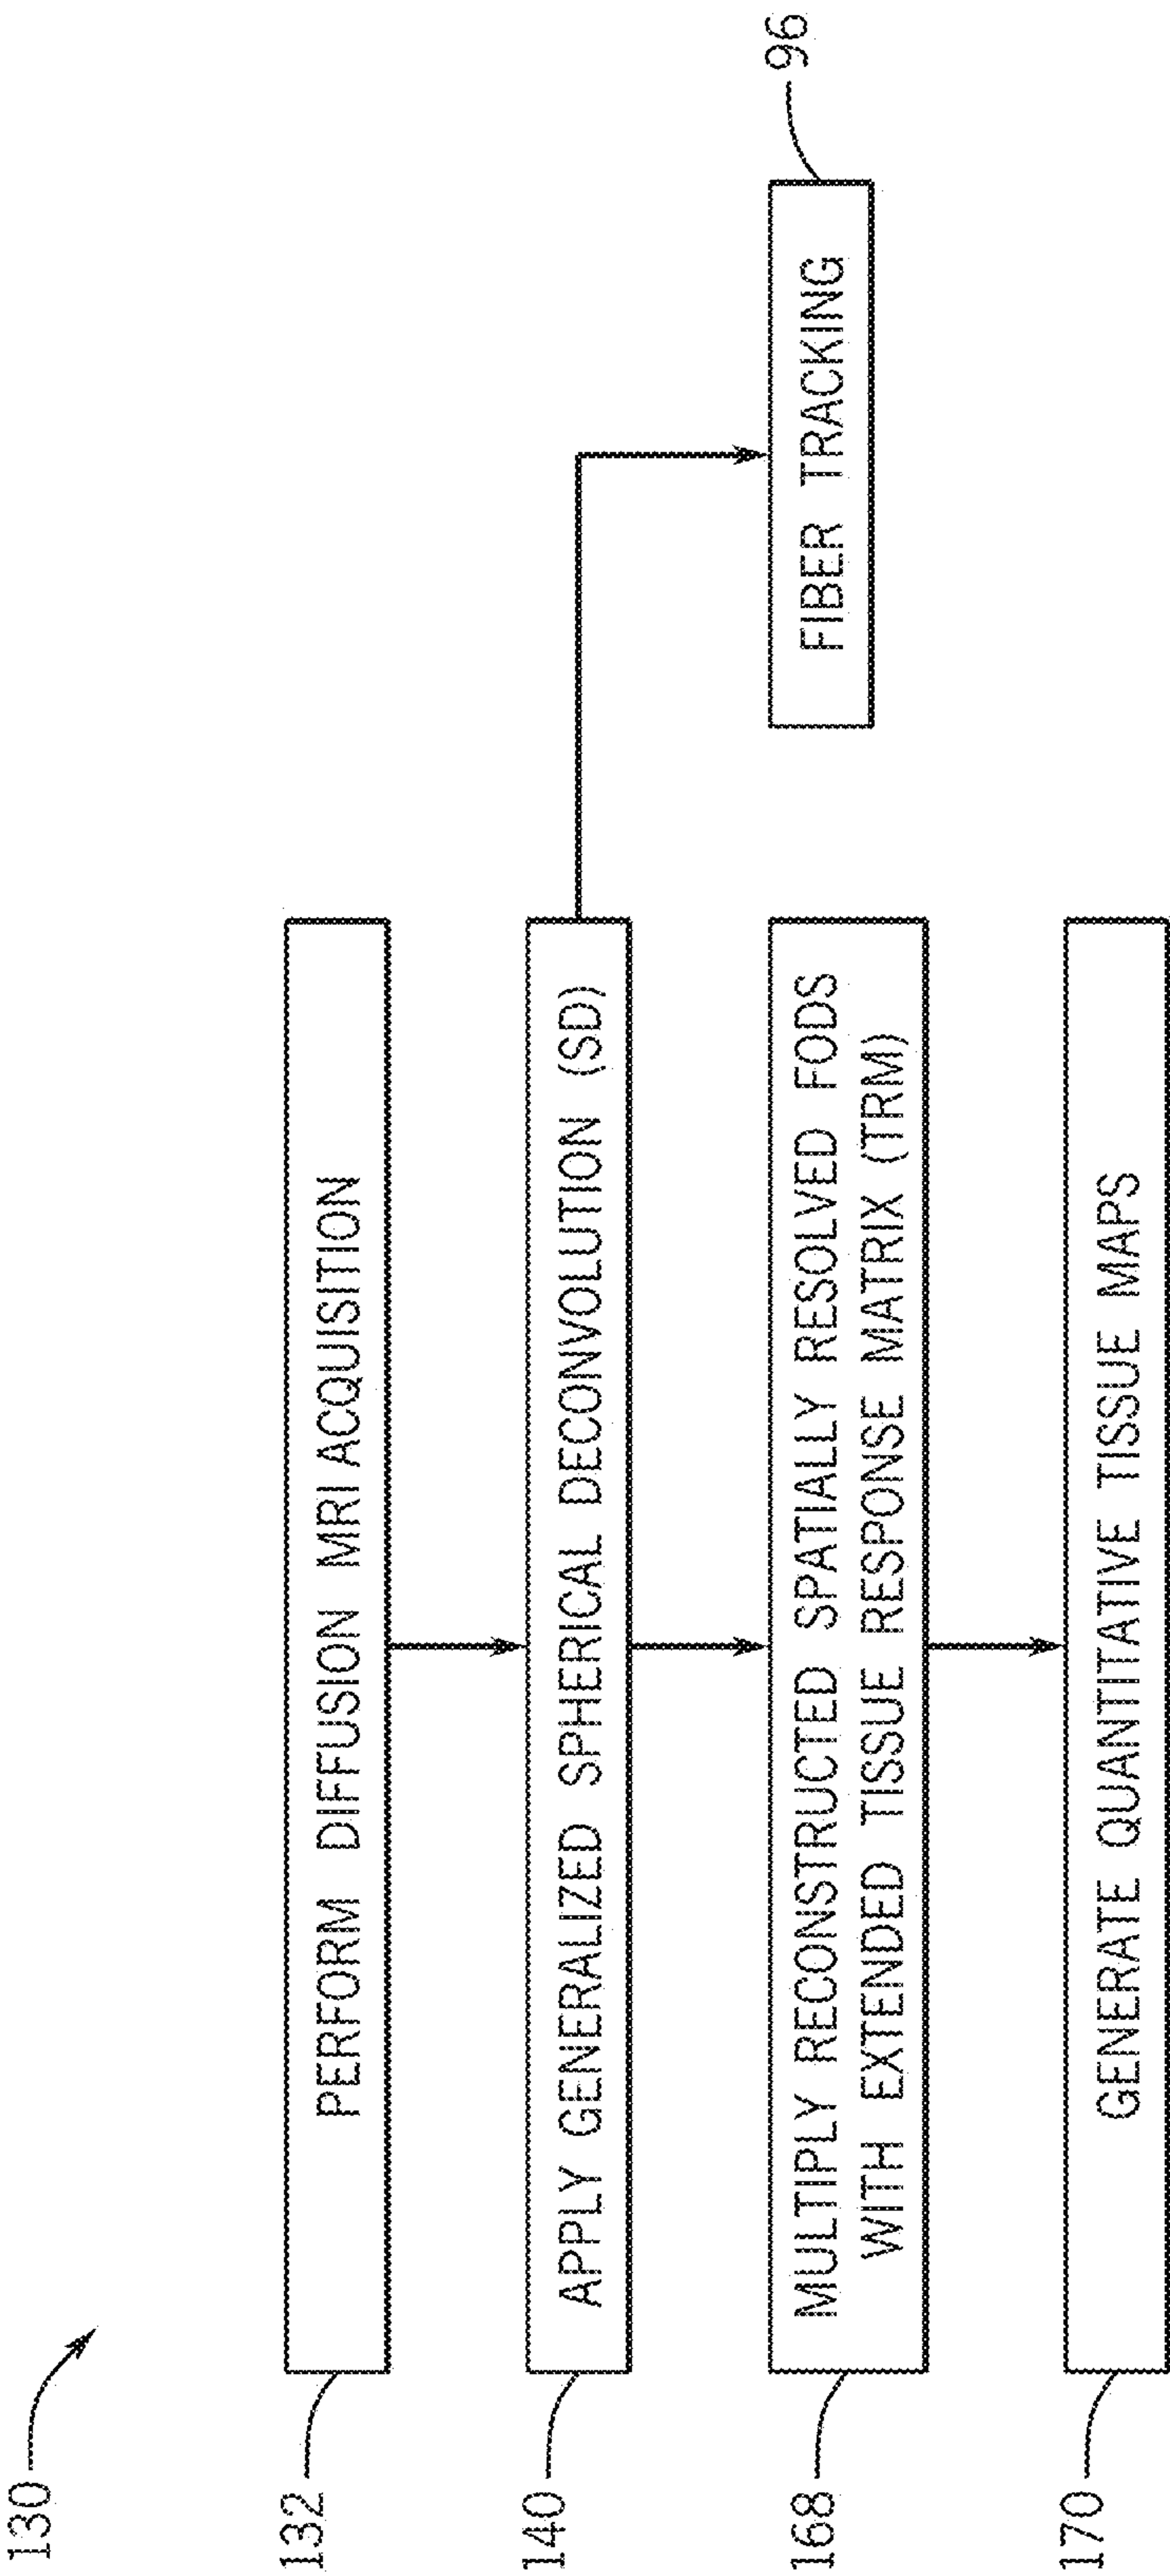 130
132
PERFORM DIFFUSION MRI ACQUISITION
140
APPLY GENERALIZED SPHERICAL DECONVOLUTION (SD)
168
MULTIPLY RECONSTRUCTED SPATIALLY RESOLVED FODS
WITH EXTENDED TISSUE RESPONSE MATRIX (TRM)
FIBER TRACKING
96
170
GENERATE QUANTITATIVE TISSUE MAPS